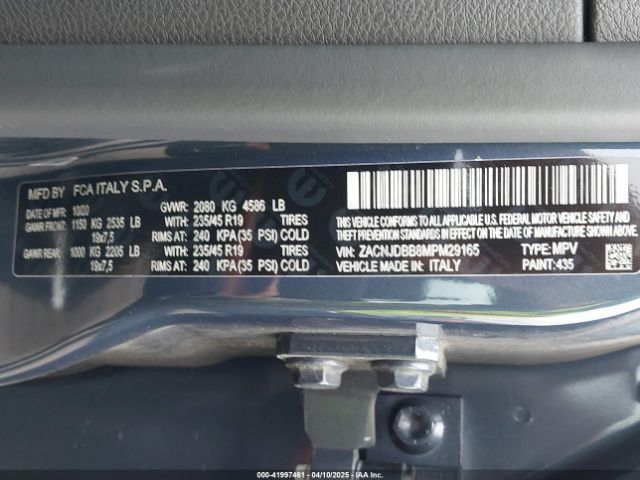 MFD BY FCA ITALY S.P.A.
DATE OF MFR: 10/20 GVWR: 2080 KG 4586 LB
GAWR FRONT: 1150 KG 2535 LB WITH: 235/45 R19 TIRES
19x7,5 RIMS AT: 240 KPA (35 PSI) COLD
GAWR REAR: 1000 KG 2205 LB WITH: 235/45 R19 TIRES
19x7,5 RIMS AT: 240 KPA (35 PSI) COLD
THIS VEHICLE CONFORMS TO ALL APPLICABLE
U.S.A. FEDERAL MOTOR VEHICLE SAFETY
BUMPER AND THEFT PREVENTION STANDARDS
IN EFFECT ON THE DATE OF MANUFACTURE SHOWN ABOVE
VIN: ZACNJDBB8MPM29165 TYPE: MPV
VEHICLE MADE IN: ITALY PAINT: 435
000-41997461 - 04/10/2025 - IAAI.COM